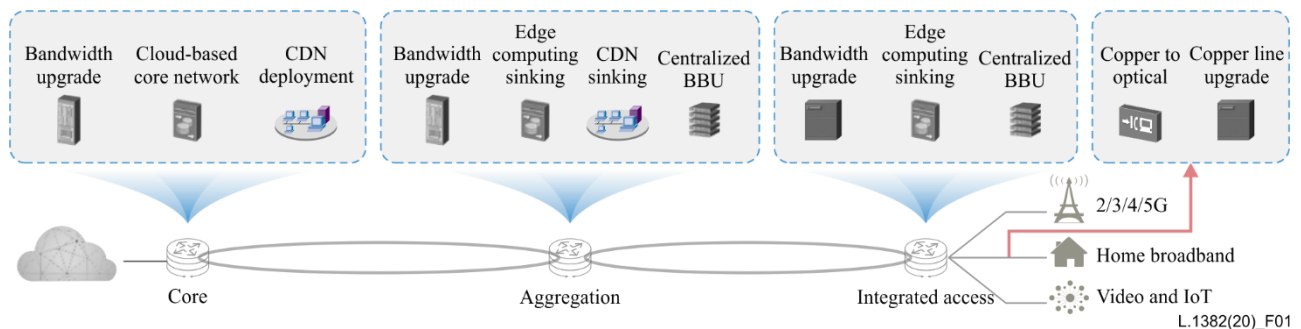 Bandwidth
upgrade
Cloud-based
core network
CDN
deployment
Bandwidth
upgrade
Edge
computing
sinking
CDN
sinking
Centralized
BBU
Bandwidth
upgrade
Edge
computing
sinking
Centralized
BBU
Copper to
optical
Copper line
upgrade
2/3/4/5G
Home broadband
Video and IoT
Core
Aggregation
Integrated access
L.1382(20)_F01